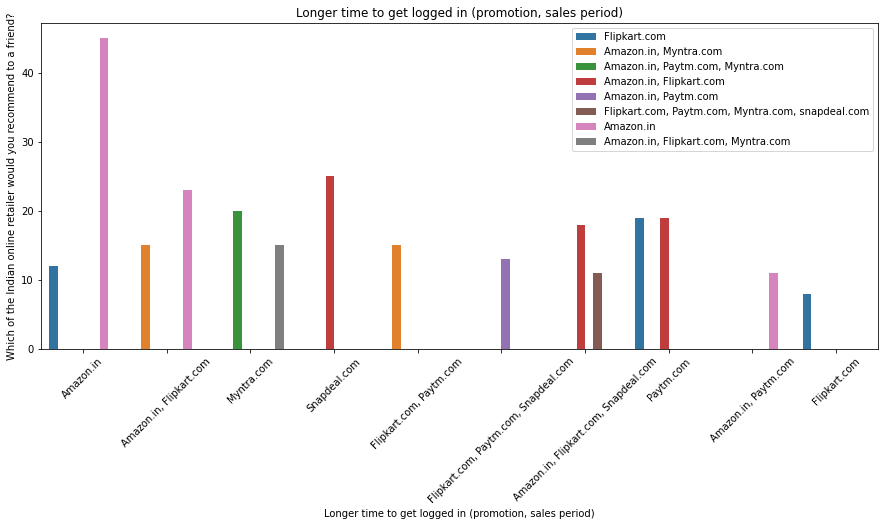 Longer time to get logged in (promotion, sales period)
Which of the Indian online retailer would you recommend to a friend?
40
30
20
10
0
Flipkart.com
Amazon.in, Myntra.com
Amazon.in, Paytm.com, Myntra.com
Amazon.in, Flipkart.com
Amazon.in, Paytm.com
Flipkart.com, Paytm.com, Myntra.com, snapdeal.com
Amazon.in
Amazon.in, Flipkart.com, Myntra.com
Amazon.in
Amazon.in, Flipkart.com
Myntra.com
Snapdeal.com
Flipkart.com, Paytm.com
Flipkart.com, Paytm.com, Snapdeal.com
Amazon.in, Flipkart.com, Snapdeal.com
Paytm.com
Amazon.in, Paytm.com
Flipkart.com
Longer time to get logged in (promotion, sales period)